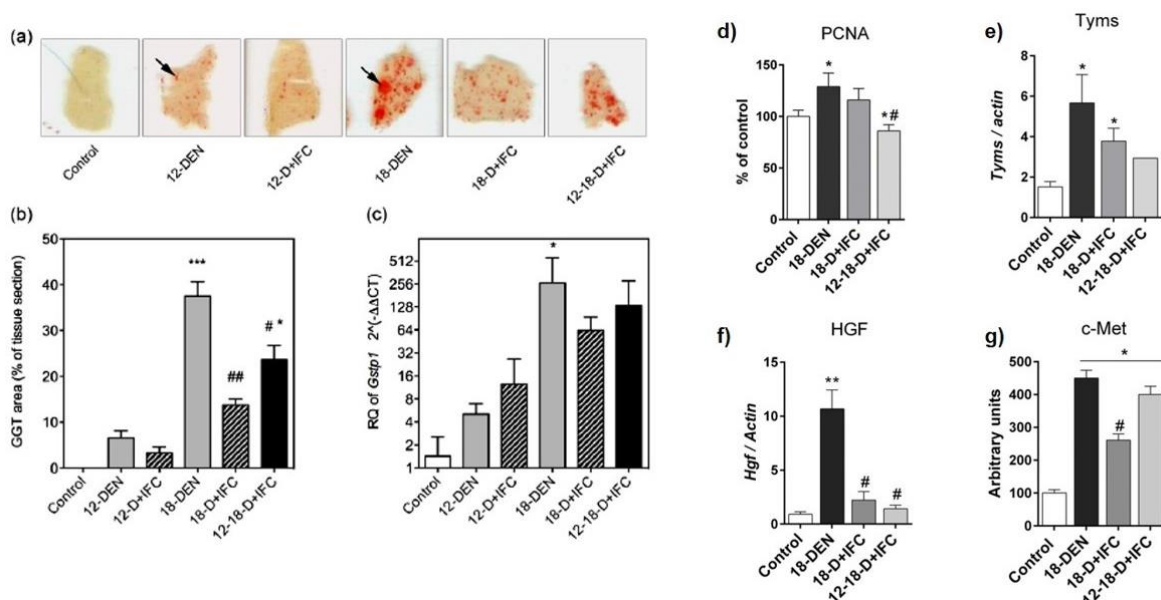 (a)
Control
12-DEN
12-D+IFC
18-DEN
18-D+IFC
12-18-D+IFC
(b)
GGT area (% of tissue section)
50
40
30
20
10
0
***
##
# *
Control
12-DEN
12-D+IFC
18-DEN
18-D+IFC
12-18-D+IFC
(c)
RQ of Gstp1 2^(-ΔΔCT)
512
256
128
64
32
16
8
4
2
1
*
Control
12-DEN
12-D+IFC
18-DEN
18-D+IFC
12-18-D+IFC
d)
PCNA
% of control
150
100
50
0
*
*#
Control
18-DEN
18-D+IFC
12-18-D+IFC
e)
Tyms
Tyms / actin
8
6
4
2
0
*
*
Control
18-DEN
18-D+IFC
12-18-D+IFC
f)
HGF
Hgf / Actin
15
10
5
0
**
#
#
Control
18-DEN
18-D+IFC
12-18-D+IFC
g)
c-Met
Arbitrary units
500
400
300
200
100
0
*
#
Control
18-DEN
18-D+IFC
12-18-D+IFC